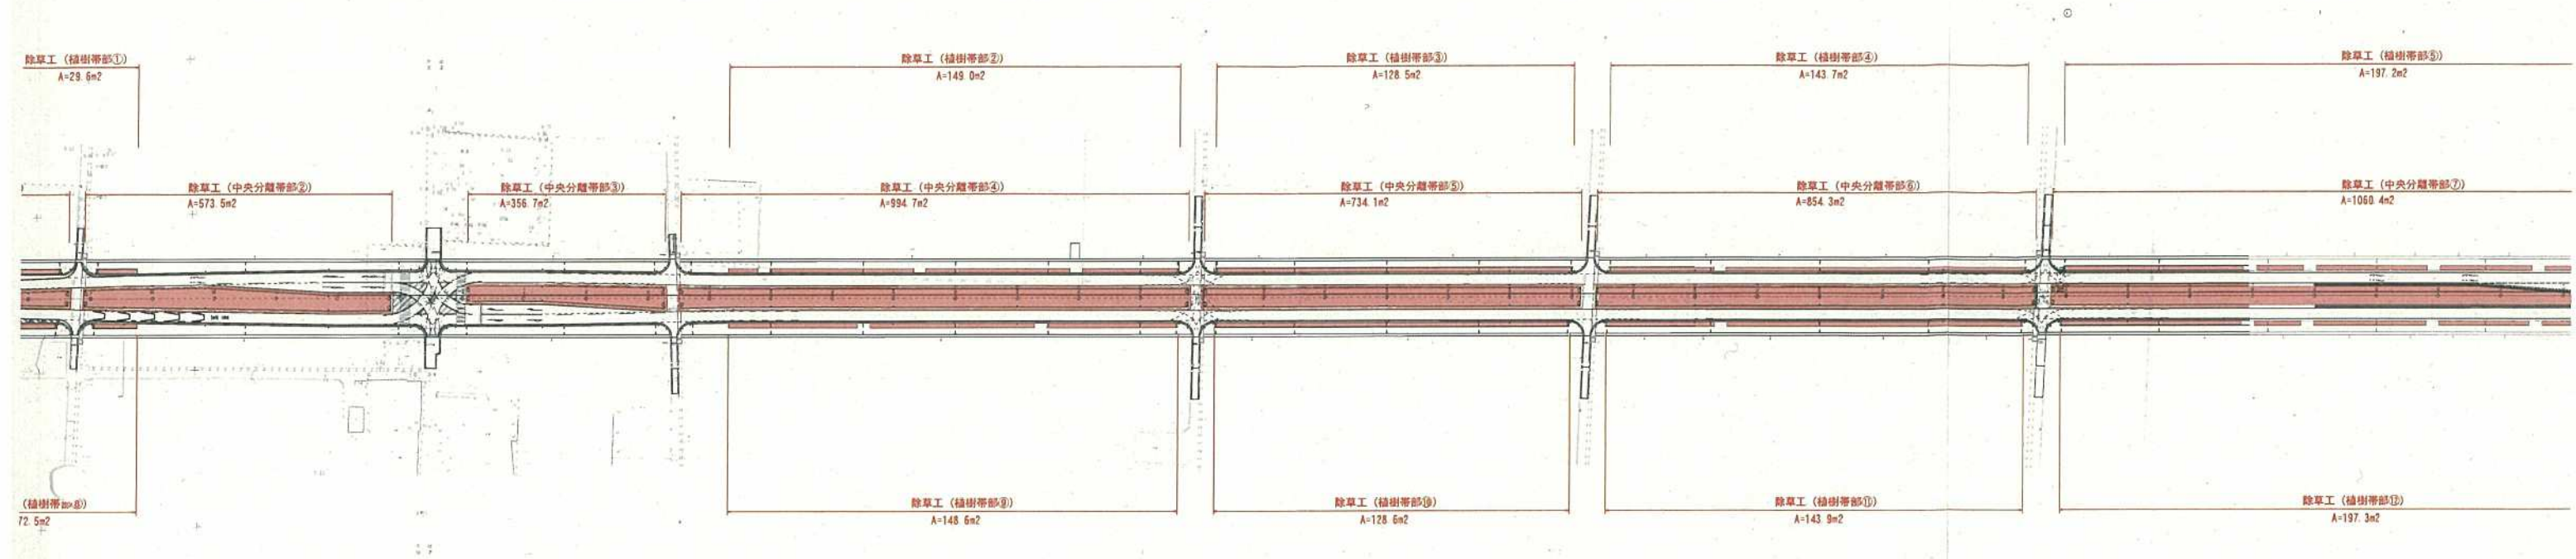 除草工（植樹帯部①）
A=29.6m2
除草工（植樹帯部②）
A=149.0m2
除草工（植樹帯部③）
A=128.5m2
除草工（植樹帯部④）
A=143.7m2
除草工（植樹帯部⑤）
A=197.2m2
除草工（中央分離帯部②）
A=573.5m2
除草工（中央分離帯部③）
A=356.7m2
除草工（中央分離帯部④）
A=994.7m2
除草工（中央分離帯部⑤）
A=734.1m2
除草工（中央分離帯部⑥）
A=854.3m2
除草工（中央分離帯部⑦）
A=1060.4m2
（植樹帯部⑧）
72.5m2
除草工（植樹帯部⑨）
A=148.6m2
除草工（植樹帯部⑩）
A=128.6m2
除草工（植樹帯部⑪）
A=143.9m2
除草工（植樹帯部⑫）
A=197.3m2